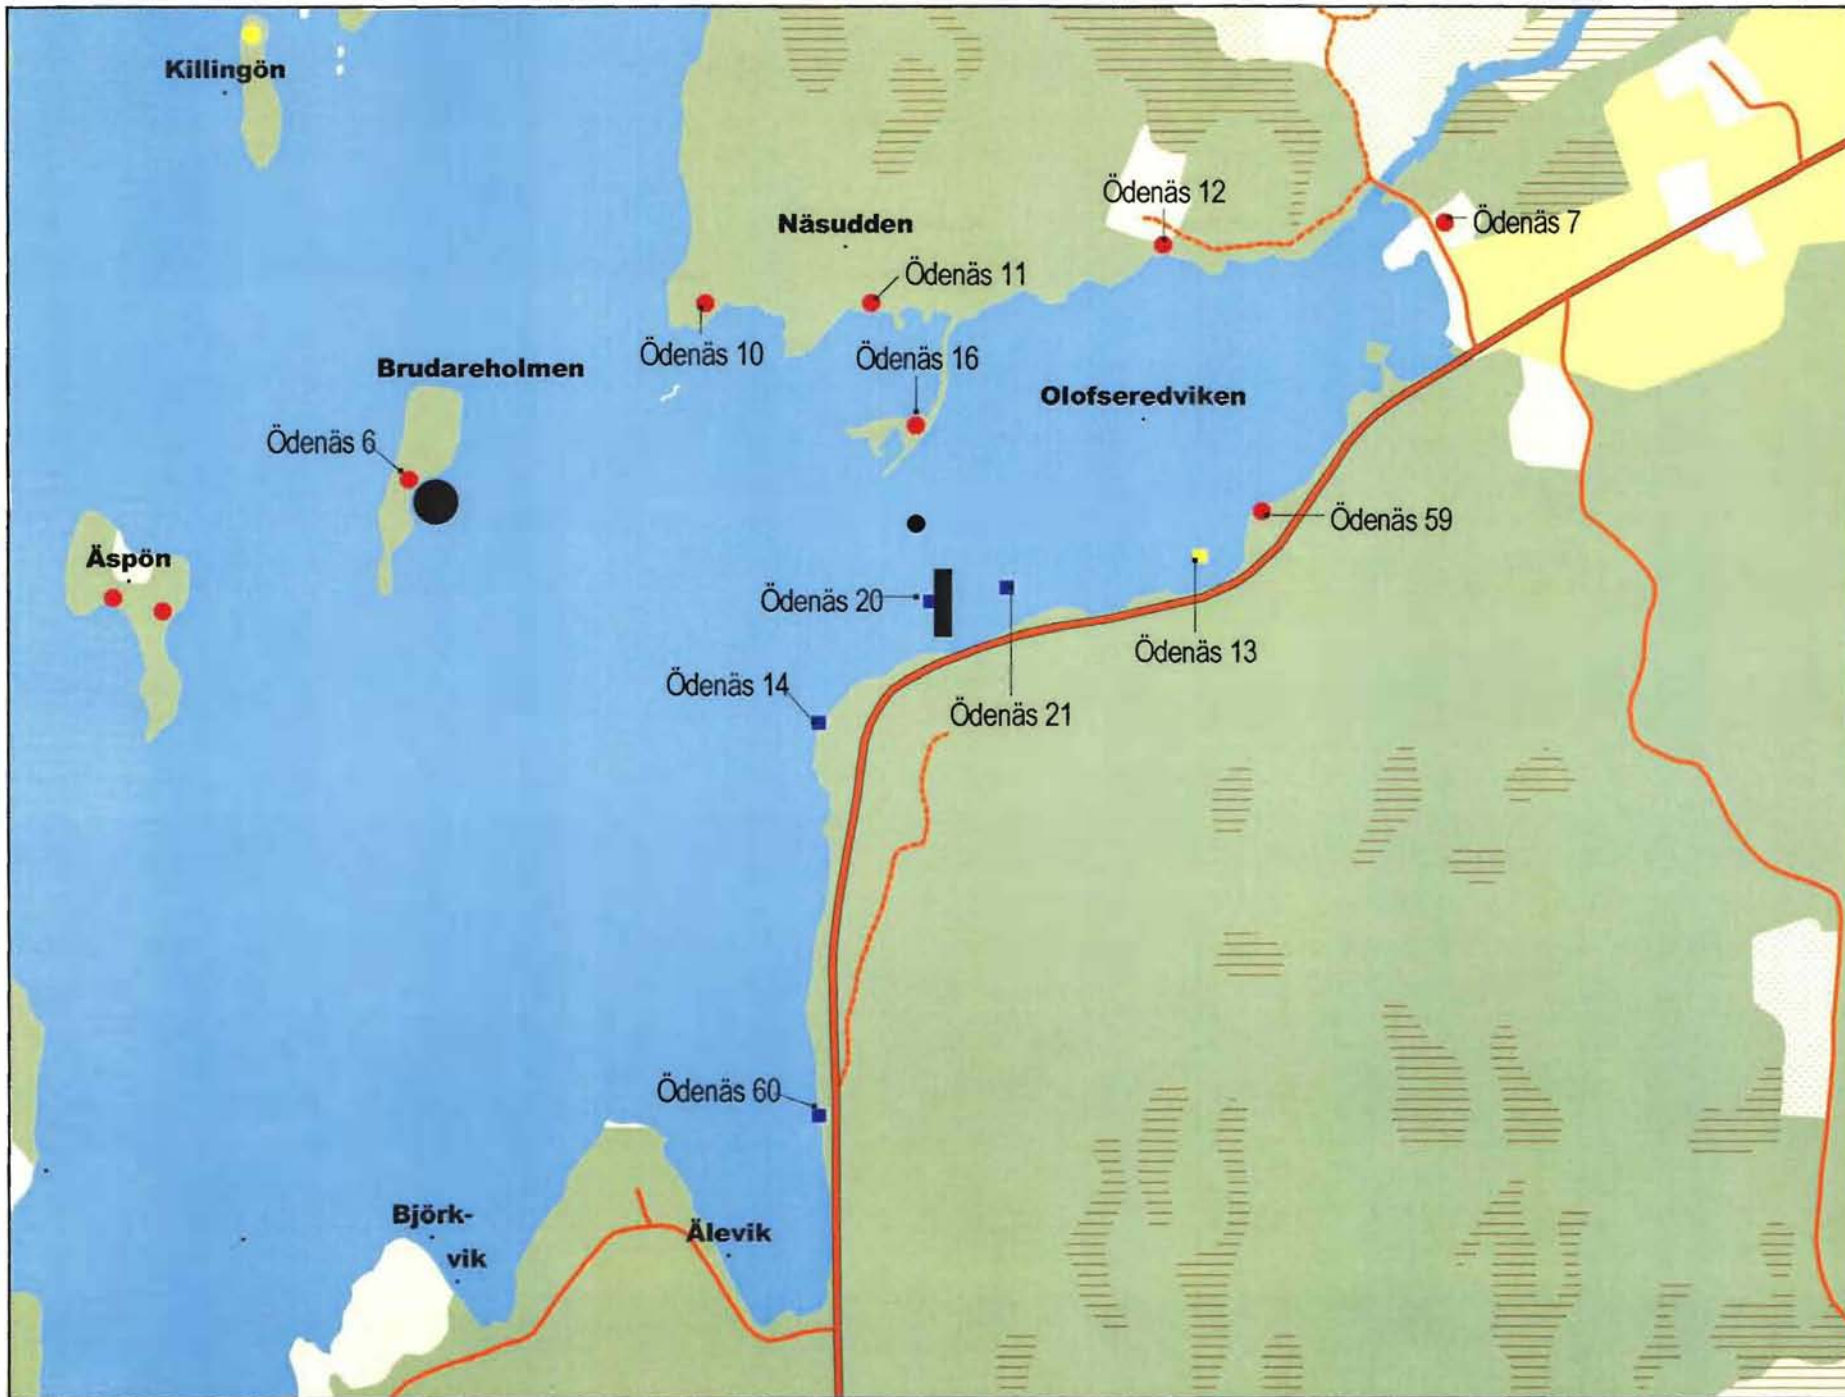 Killingön
Ödenäs 12
Näsudden
Ödenäs 7
Ödenäs 11
Ödenäs 10
Ödenäs 16
Brudareholmen
Olofseredviken
Ödenäs 6
Ödenäs 59
Äspön
Ödenäs 20
Ödenäs 13
Ödenäs 14
Ödenäs 21
Ödenäs 60
Björk-
vik
Älevik